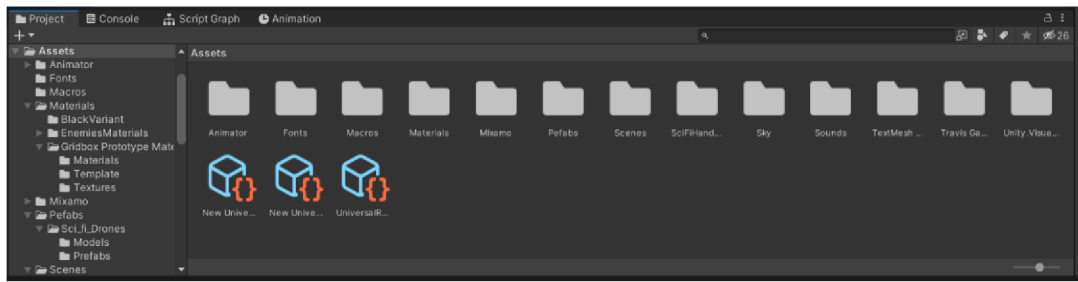 Project Console Script Graph Animation
26
Assets
Animator
Fonts
Macros
Materials
BlackVariant
EnemiesMaterials
Gridbox Prototype Mate
Materials
Template
Textures
Mixamo
Pefabs
Sci_fi_Drones
Models
Prefabs
Scenes
Assets
Animator Fonts Macros Materials Mixamo Pefabs Scenes SciFiHand... Sky Sounds TextMesh ... Travis Ga... Unity.Visua...
New Unive... New Unive... UniversalR...